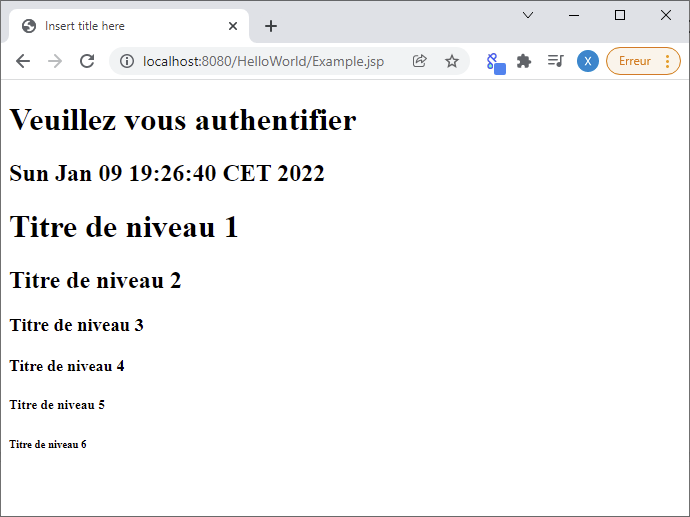 Insert title here
localhost:8080/HelloWorld/Example.jsp
X
Erreur
Veuillez vous authentifier
Sun Jan 09 19:26:40 CET 2022
Titre de niveau 1
Titre de niveau 2
Titre de niveau 3
Titre de niveau 4
Titre de niveau 5
Titre de niveau 6